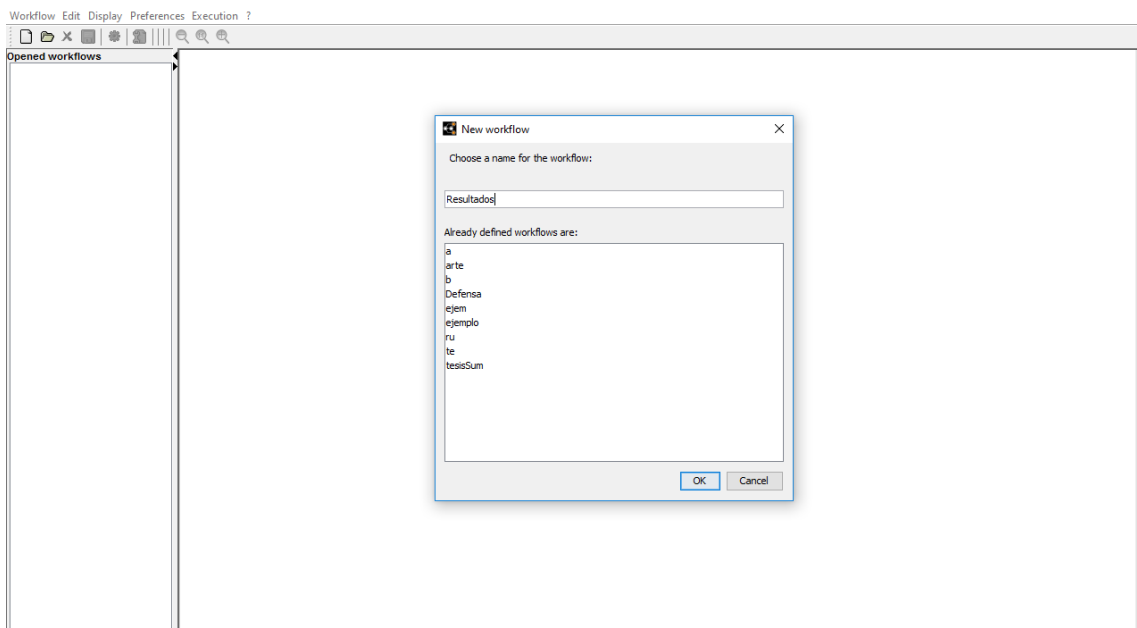 Workflow Edit Display Preferences Execution ?
Opened workflows
New workflow
Choose a name for the workflow:
Resultados
Already defined workflows are:
a
arte
b
Defensa
ejem
ejemplo
ru
te
tesisSum
OK Cancel